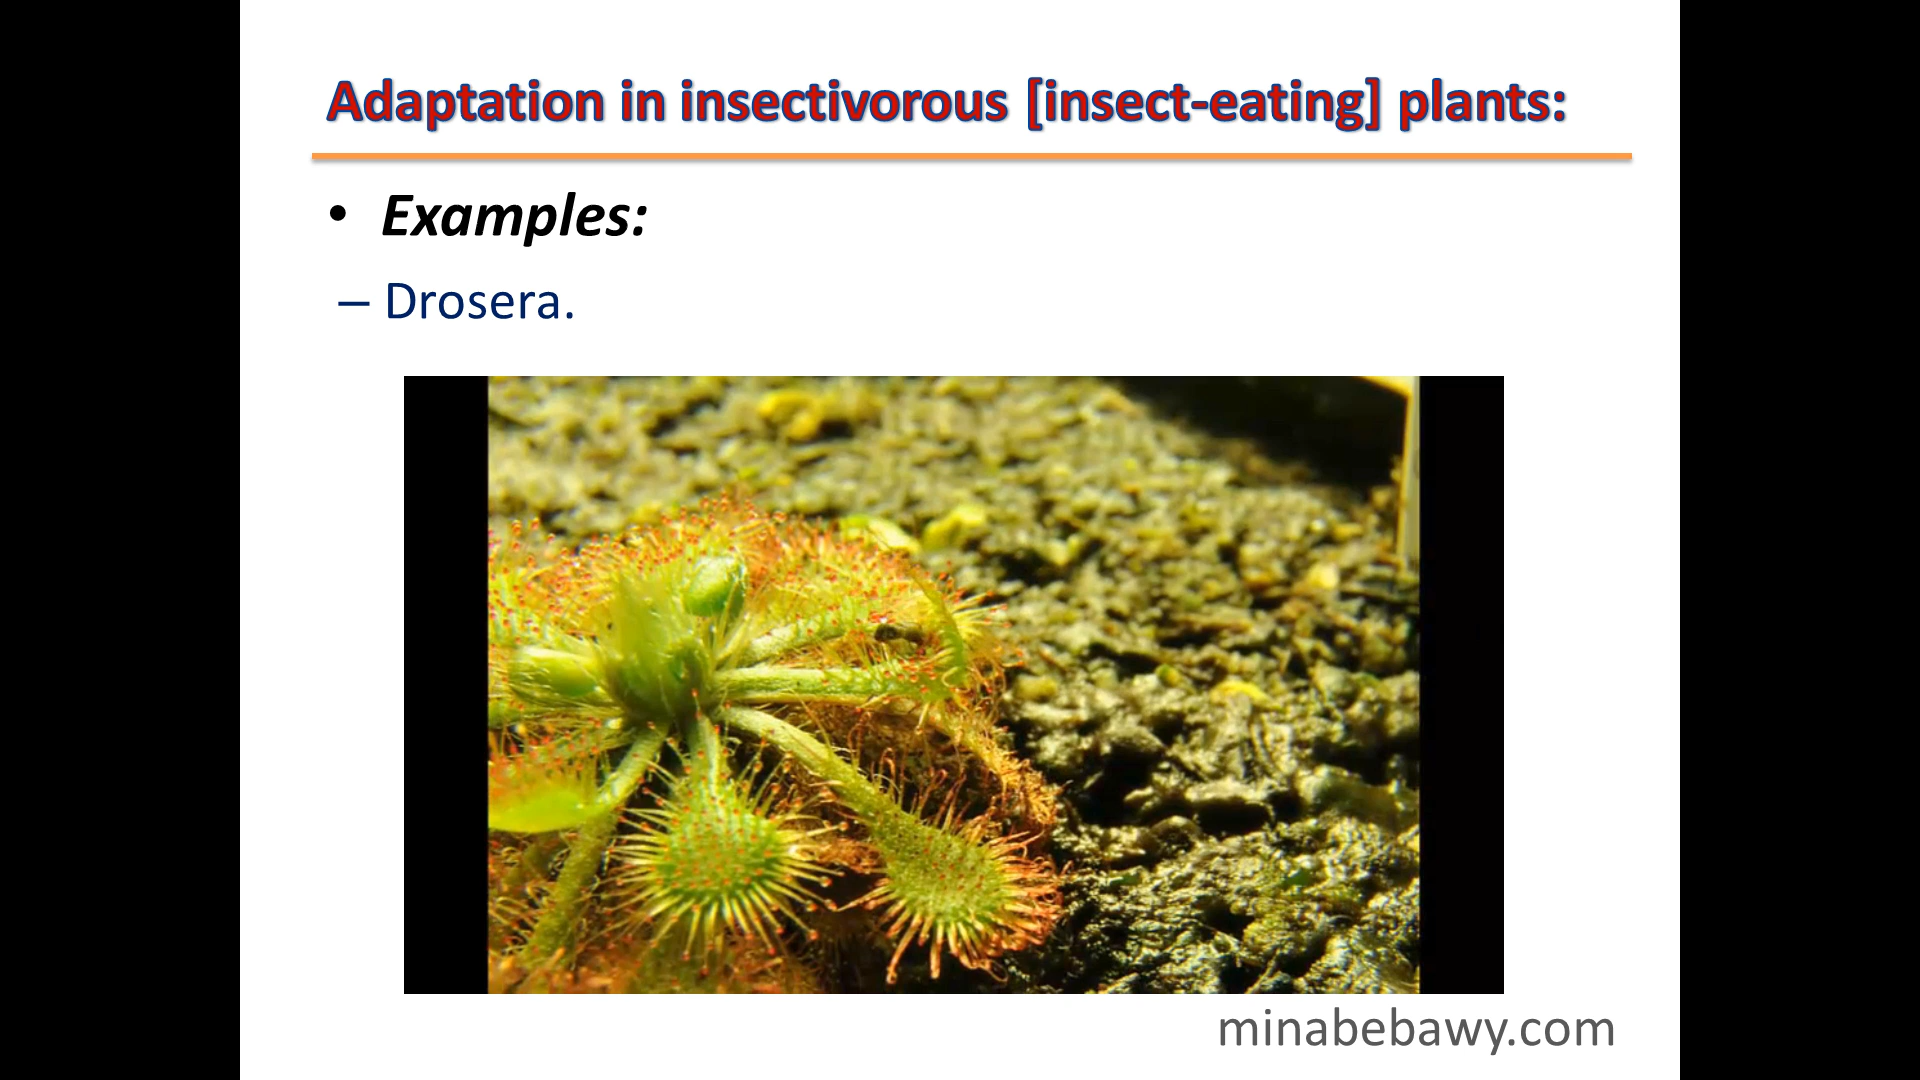 Adaptation in insectivorous [insect-eating] plants:
• Examples:
– Drosera.
minabebawy.com